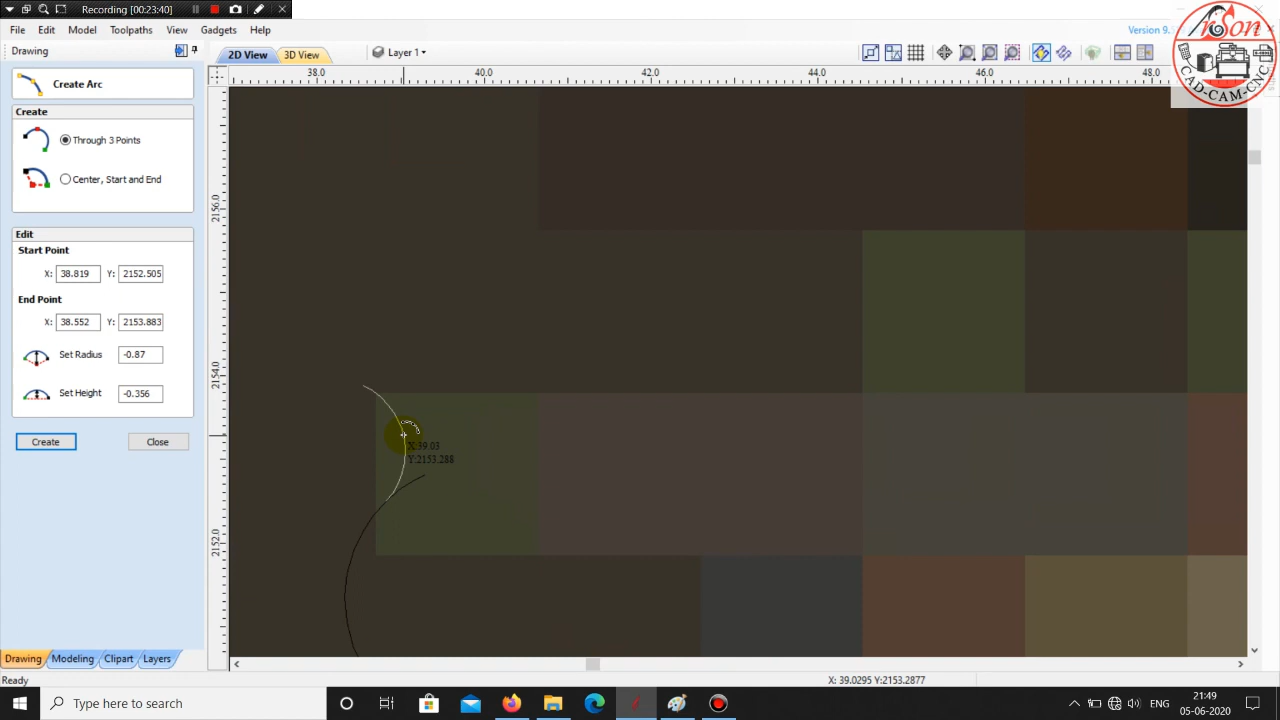 Recording [00:23:40]
File Edit Model Toolpaths View Gadgets Help
Version 9.
Drawing
2D View 3D View Layer 1
Create Arc
38.0 40.0 42.0 44.0 46.0 48.0
Create
Through 3 Points
Center, Start and End
2156.0
Edit
Start Point
X: 38.819 Y: 2152.505
End Point
X: 38.552 Y: 2153.883
Set Radius -0.87
2154.0
Set Height -0.356
Create Close
X:39.03
Y:2153.288
2152.0
Drawing Modeling Clipart Layers
Ready
X: 39.0295 Y:2153.2877
Type here to search
ENG
21:49
05-06-2020
CAD-CAM-CNC